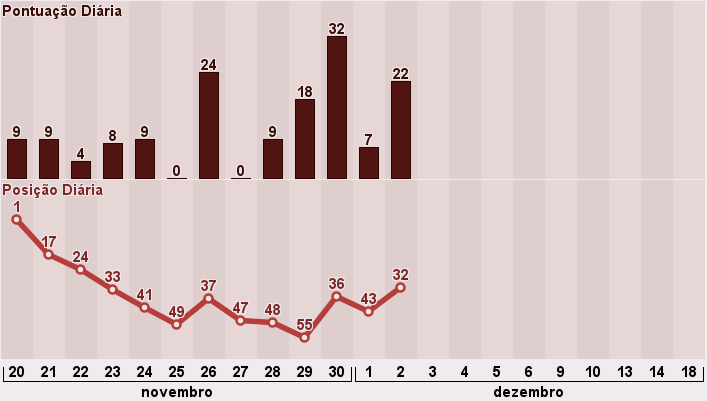 Pontuação Diária
9 9 4 8 9 0 24 0 9 18 32 7 22
Posição Diária
1 17 24 33 41 49 37 47 48 55 36 43 32
20 21 22 23 24 25 26 27 28 29 30 1 2 3 4 5 6 9 10 13 14 18
novembro dezembro